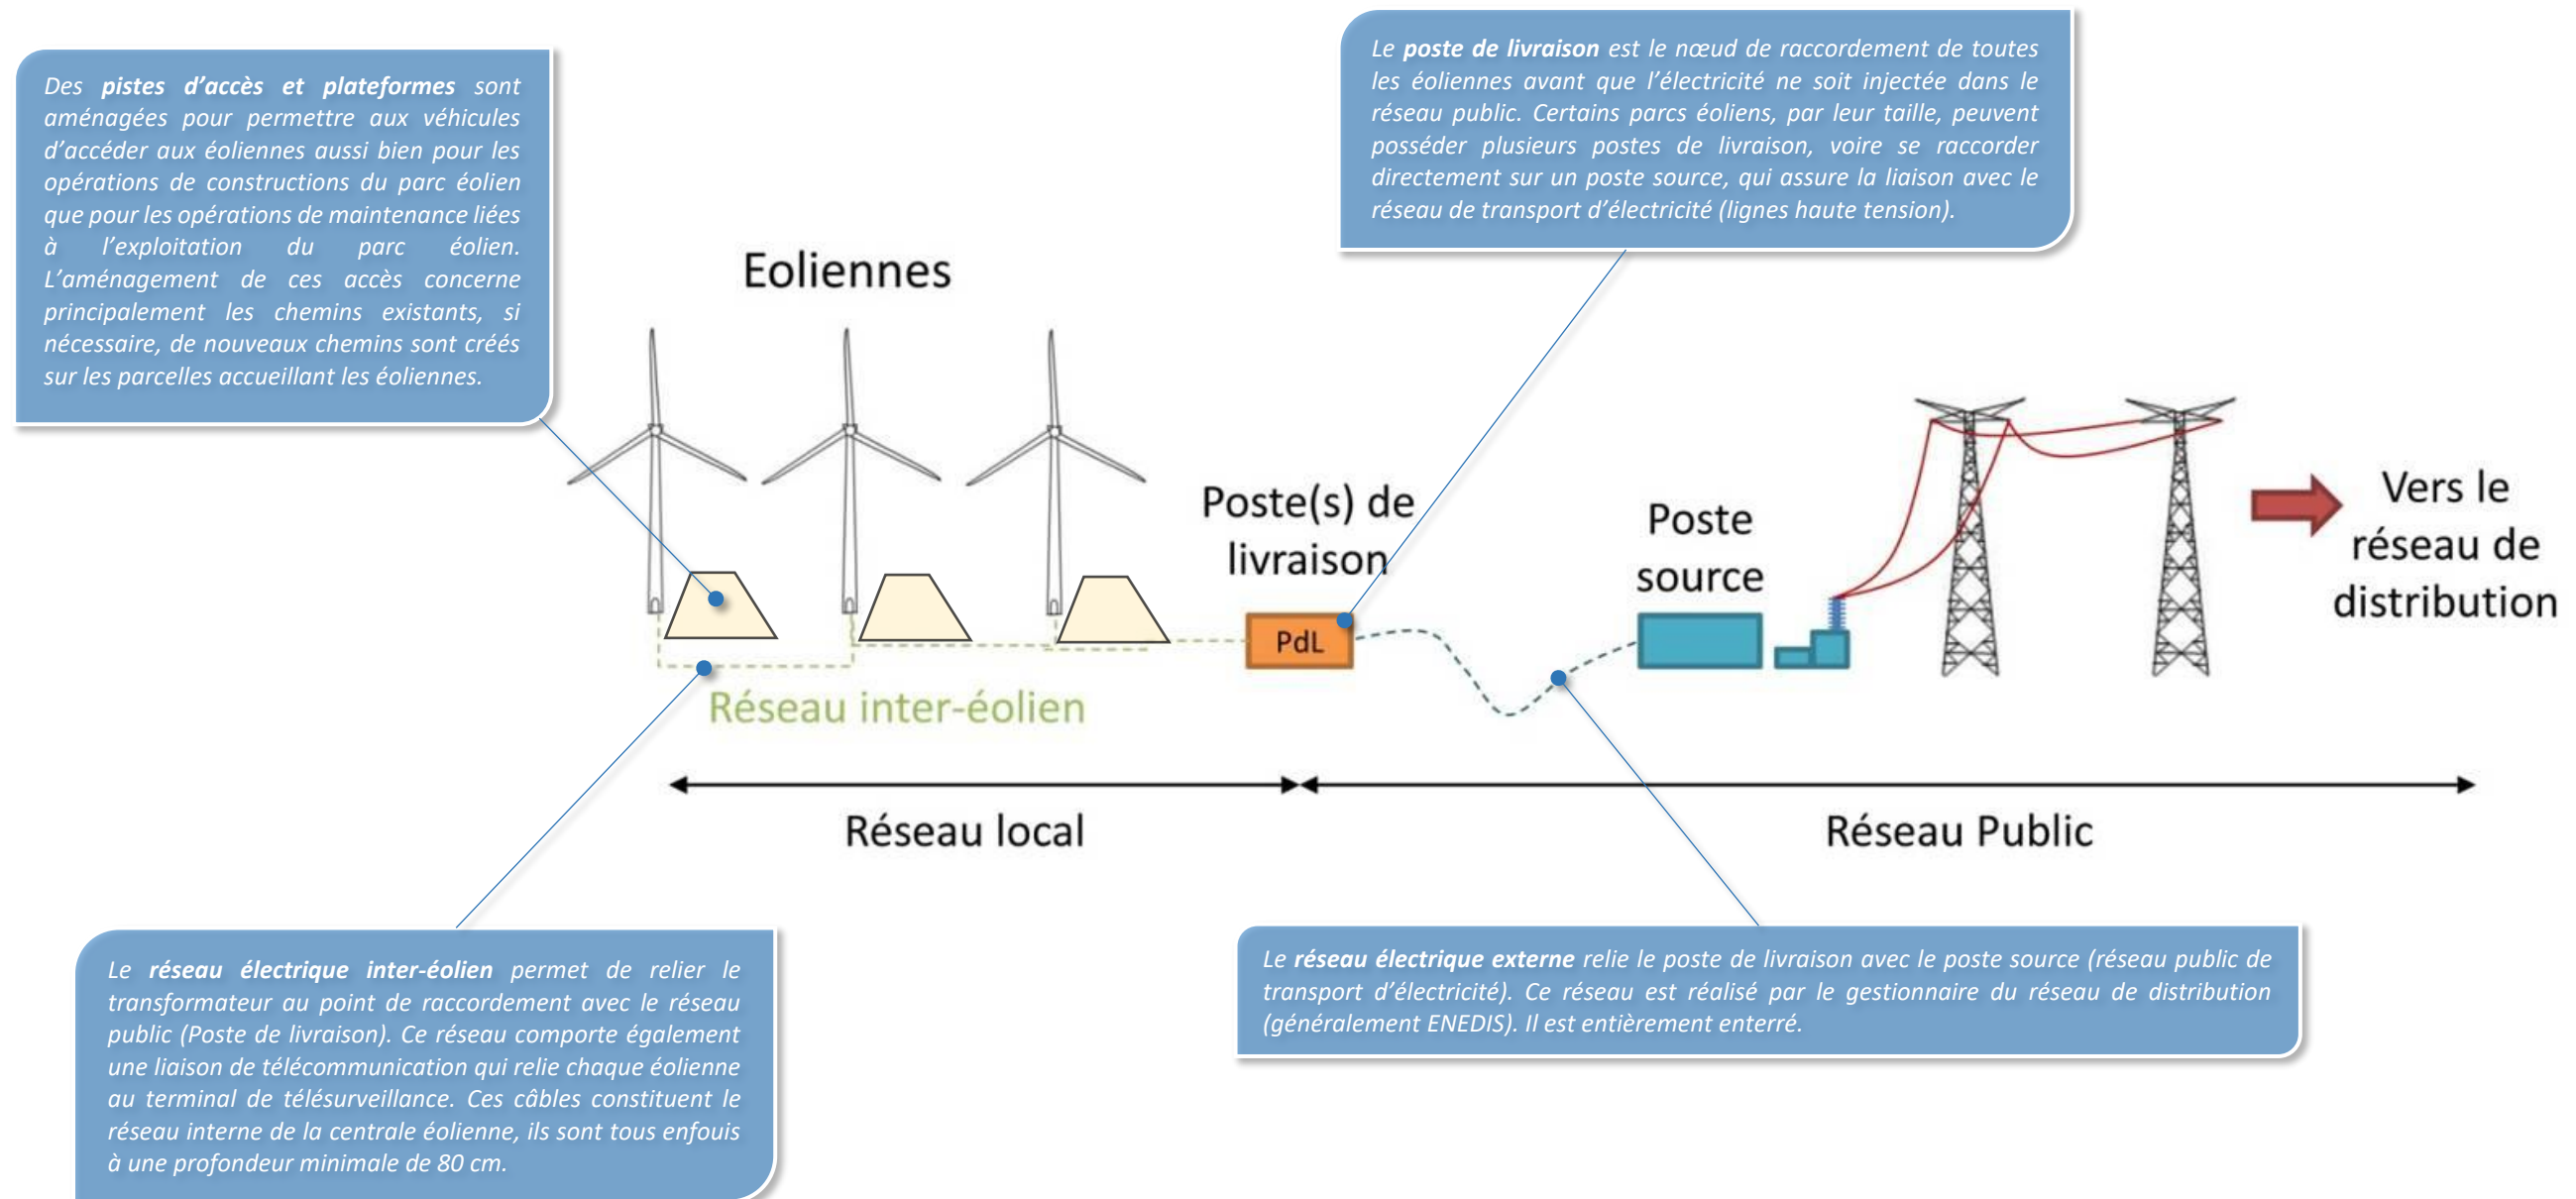 Des pistes d’accès et plateformes sont
aménagées pour permettre aux véhicules
d’accéder aux éoliennes aussi bien pour les
opérations de constructions du parc éolien
que pour les opérations de maintenance liées
à l’exploitation du parc éolien.
L’aménagement de ces accès concerne
principalement les chemins existants, si
nécessaire, de nouveaux chemins sont créés
sur les parcelles accueillant les éoliennes.
Le poste de livraison est le nœud de raccordement de toutes
les éoliennes avant que l’électricité ne soit injectée dans le
réseau public. Certains parcs éoliens, par leur taille, peuvent
posséder plusieurs postes de livraison, voire se raccorder
directement sur un poste source, qui assure la liaison avec le
réseau de transport d’électricité (lignes haute tension).
Eoliennes
Poste(s) de
livraison
PdL
Poste
source
Vers le
réseau de
distribution
Réseau inter-éolien
Réseau local
Réseau Public
Le réseau électrique inter-éolien permet de relier le
transformateur au point de raccordement avec le réseau
public (Poste de livraison). Ce réseau comporte également
une liaison de télécommunication qui relie chaque éolienne
au terminal de télésurveillance. Ces câbles constituent le
réseau interne de la centrale éolienne, ils sont tous enfouis
à une profondeur minimale de 80 cm.
Le réseau électrique externe relie le poste de livraison avec le poste source (réseau public de
transport d’électricité). Ce réseau est réalisé par le gestionnaire du réseau de distribution
(généralement ENEDIS). Il est entièrement enterré.